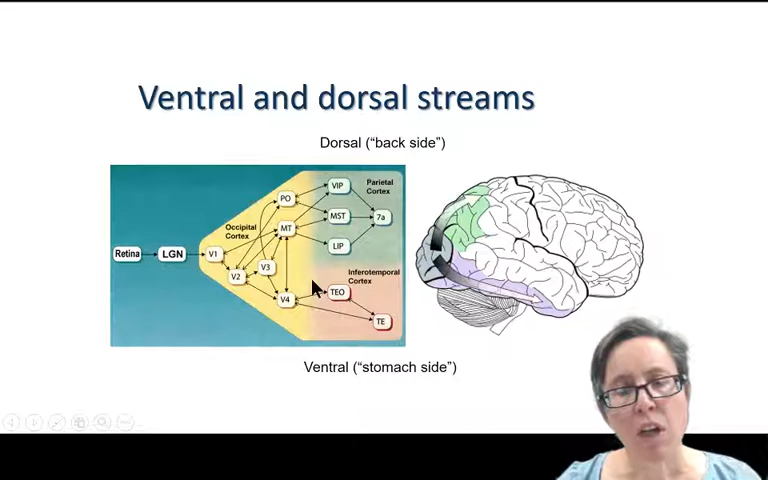 Ventral and dorsal streams
Dorsal (“back side”)
Parietal
Cortex
VIP
PO
MST
7a
Occipital
Cortex
MT
LIP
Retina
LGN
V1
V3
V2
Inferotemporal
Cortex
V4
TEO
TE
Ventral (“stomach side”)